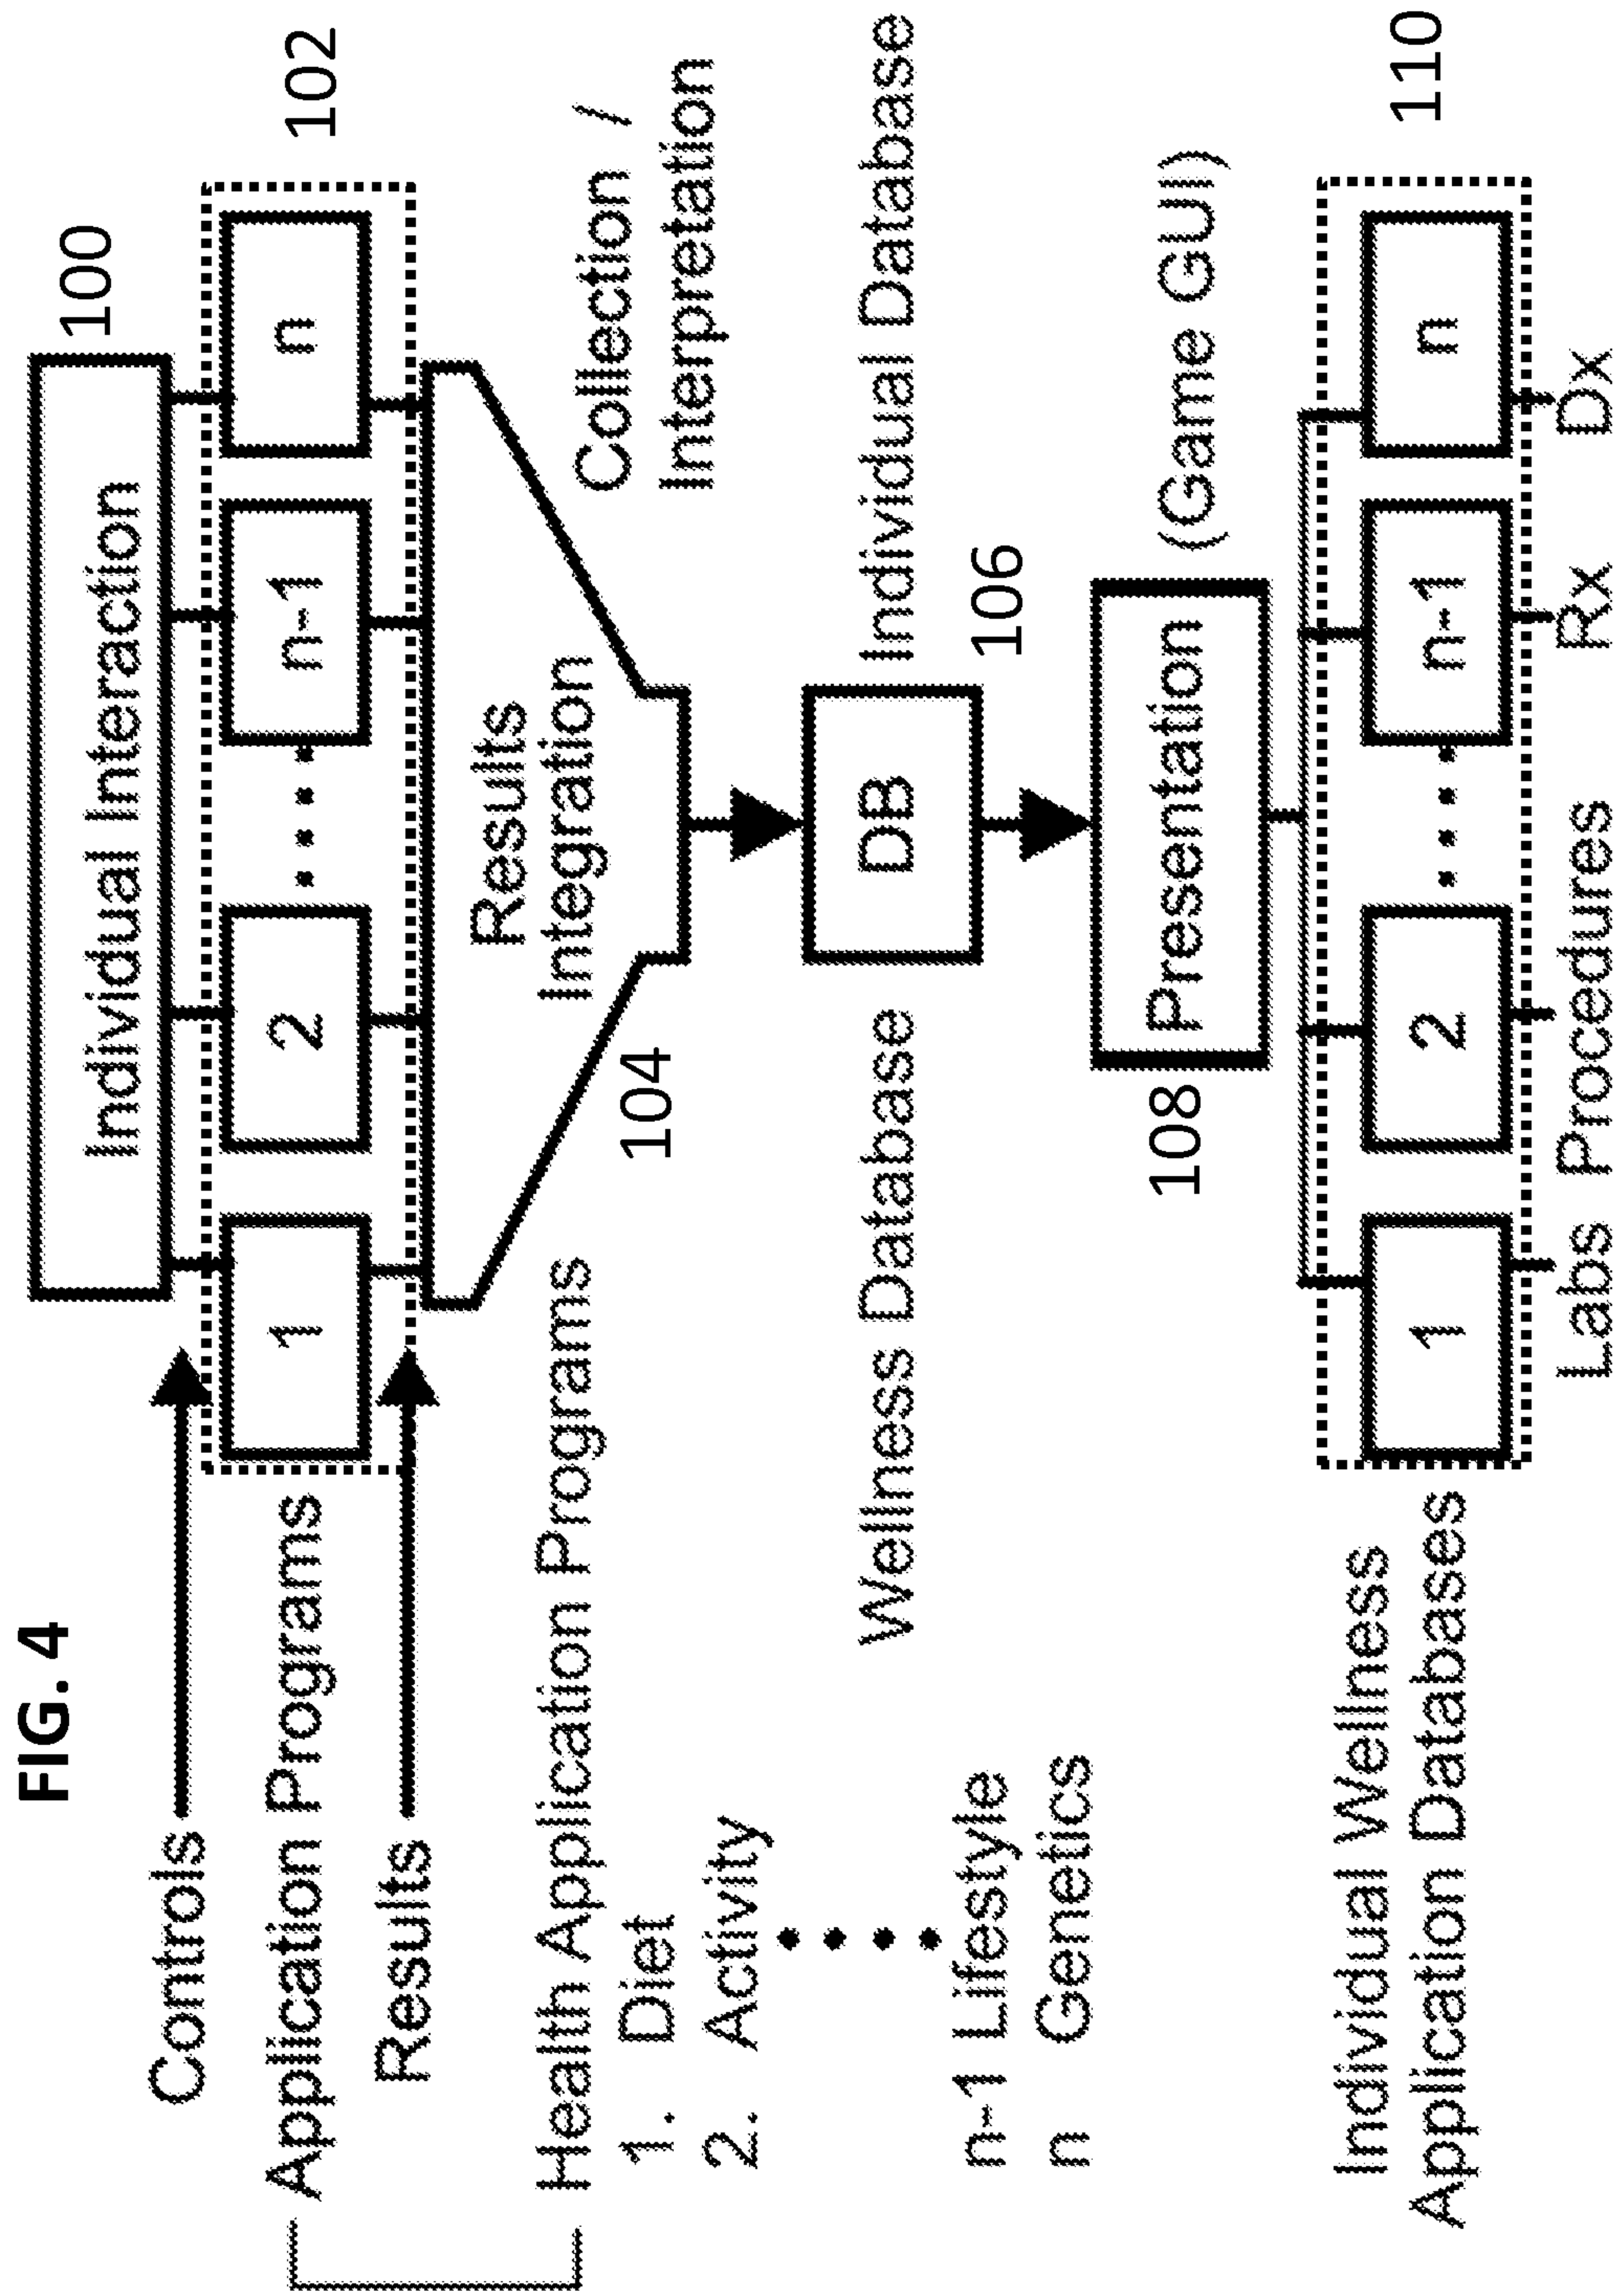 FIG. 4
100
Individual Interaction
Controls
102
Application Programs
1
2
n-1
n
Results
Results
Integration
Collection /
Interpretation
104
Health Application Programs
1. Diet
2. Activity
n-1 Lifestyle
n Genetics
Wellness Database
DB
Individual Database
106
108
Presentation
(Game GUI)
Individual Wellness
Application Databases
1
2
n-1
n
110
Labs
Procedures
Rx
Dx